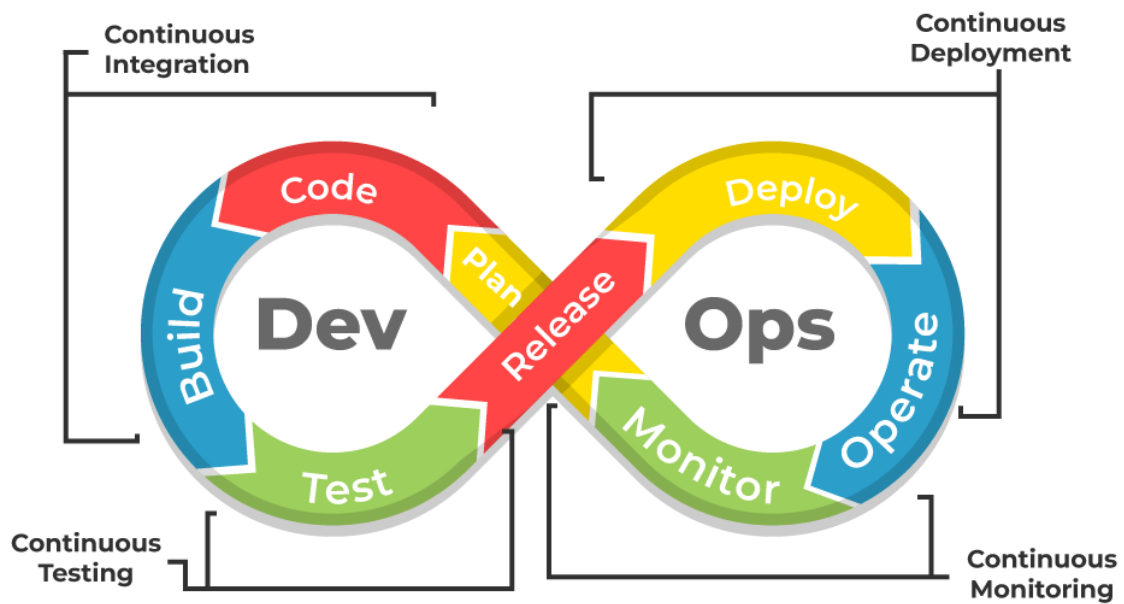 Continuous
Integration
Continuous
Deployment
Code
Plan
Deploy
Build
Dev
Release
Ops
Operate
Test
Monitor
Continuous
Testing
Continuous
Monitoring